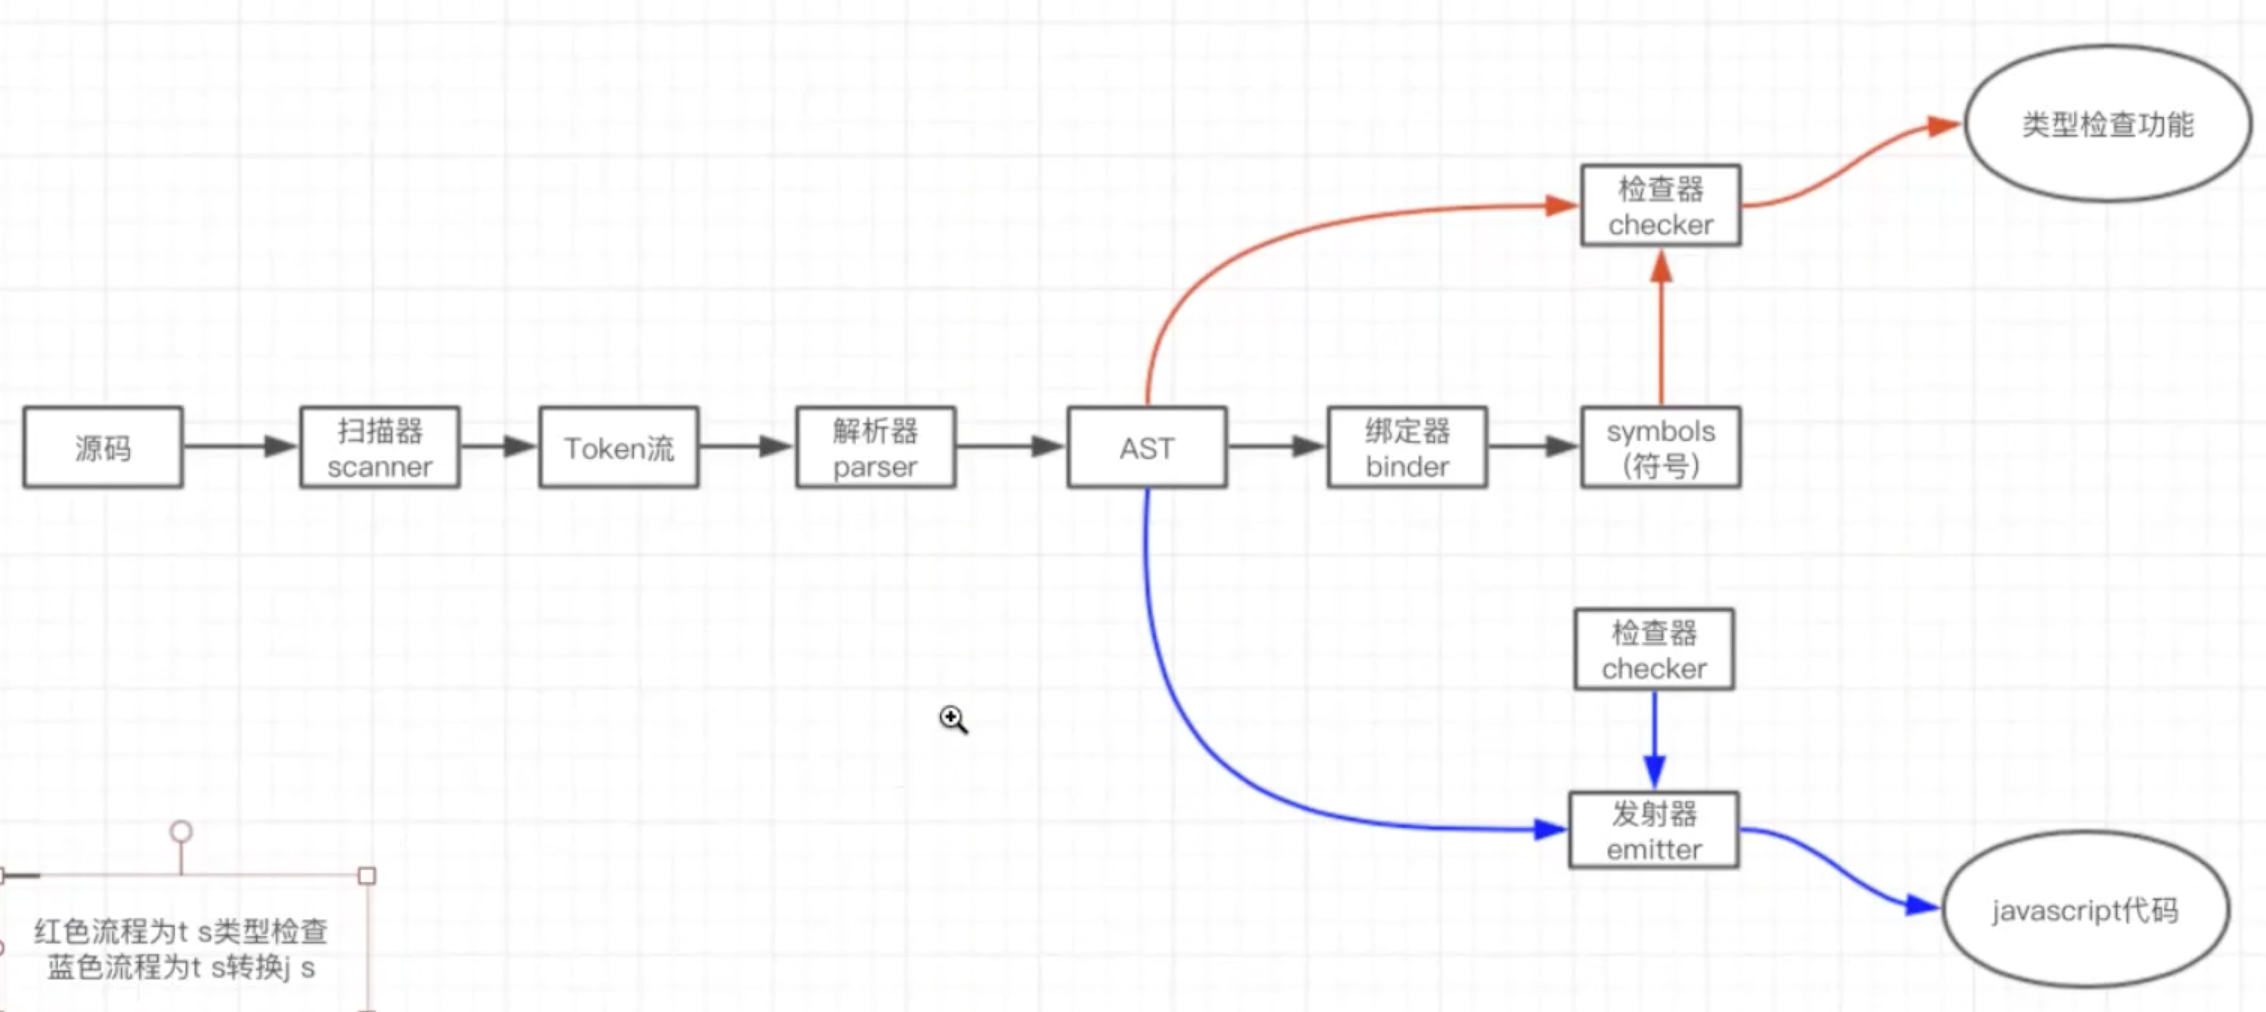 类型检查功能
检查器
checker
源码
扫描器
scanner
Token流
解析器
parser
AST
绑定器
binder
symbols
(符号)
检查器
checker
发射器
emitter
javascript代码
红色流程为t s类型检查
蓝色流程为t s转换j s